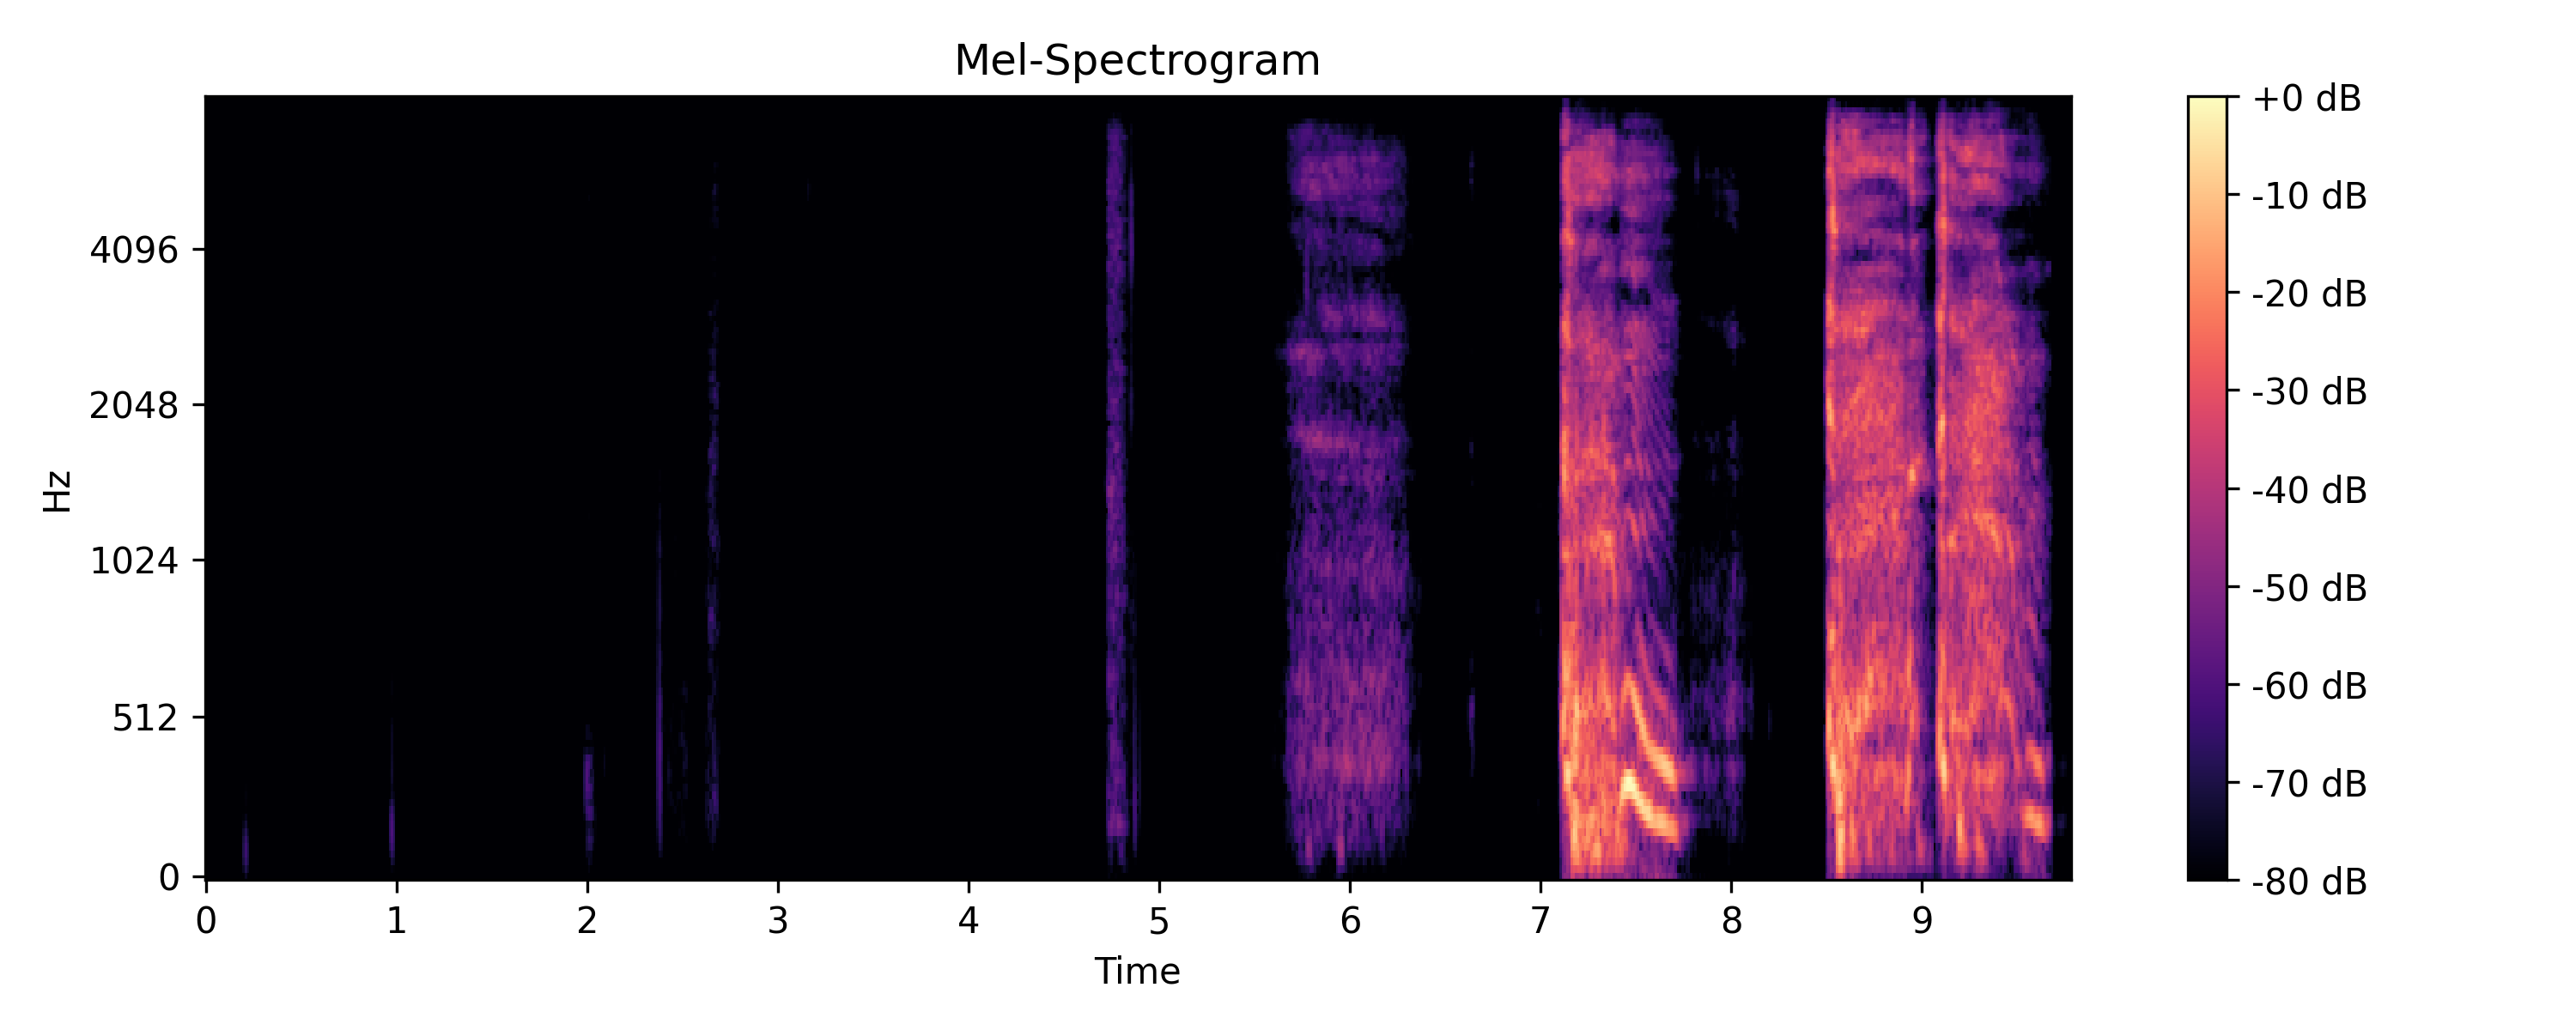 Mel-Spectrogram
+0 dB
-10 dB
-20 dB
-30 dB
-40 dB
-50 dB
-60 dB
-70 dB
-80 dB
Hz
4096
2048
1024
512
0
0 1 2 3 4 5 6 7 8 9
Time